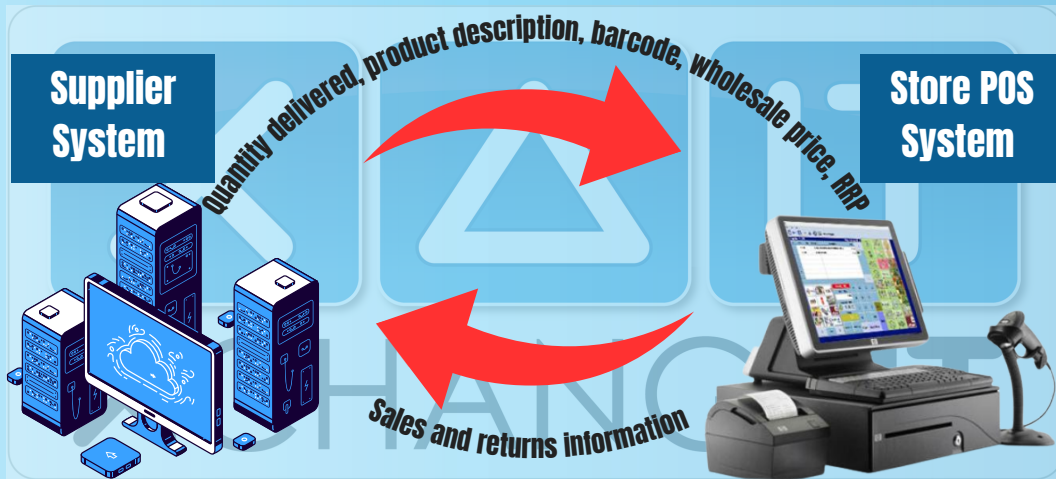 Supplier
System
Quantity delivered, product description, barcode, wholesale price, RRP
Store POS
System
Sales and returns information